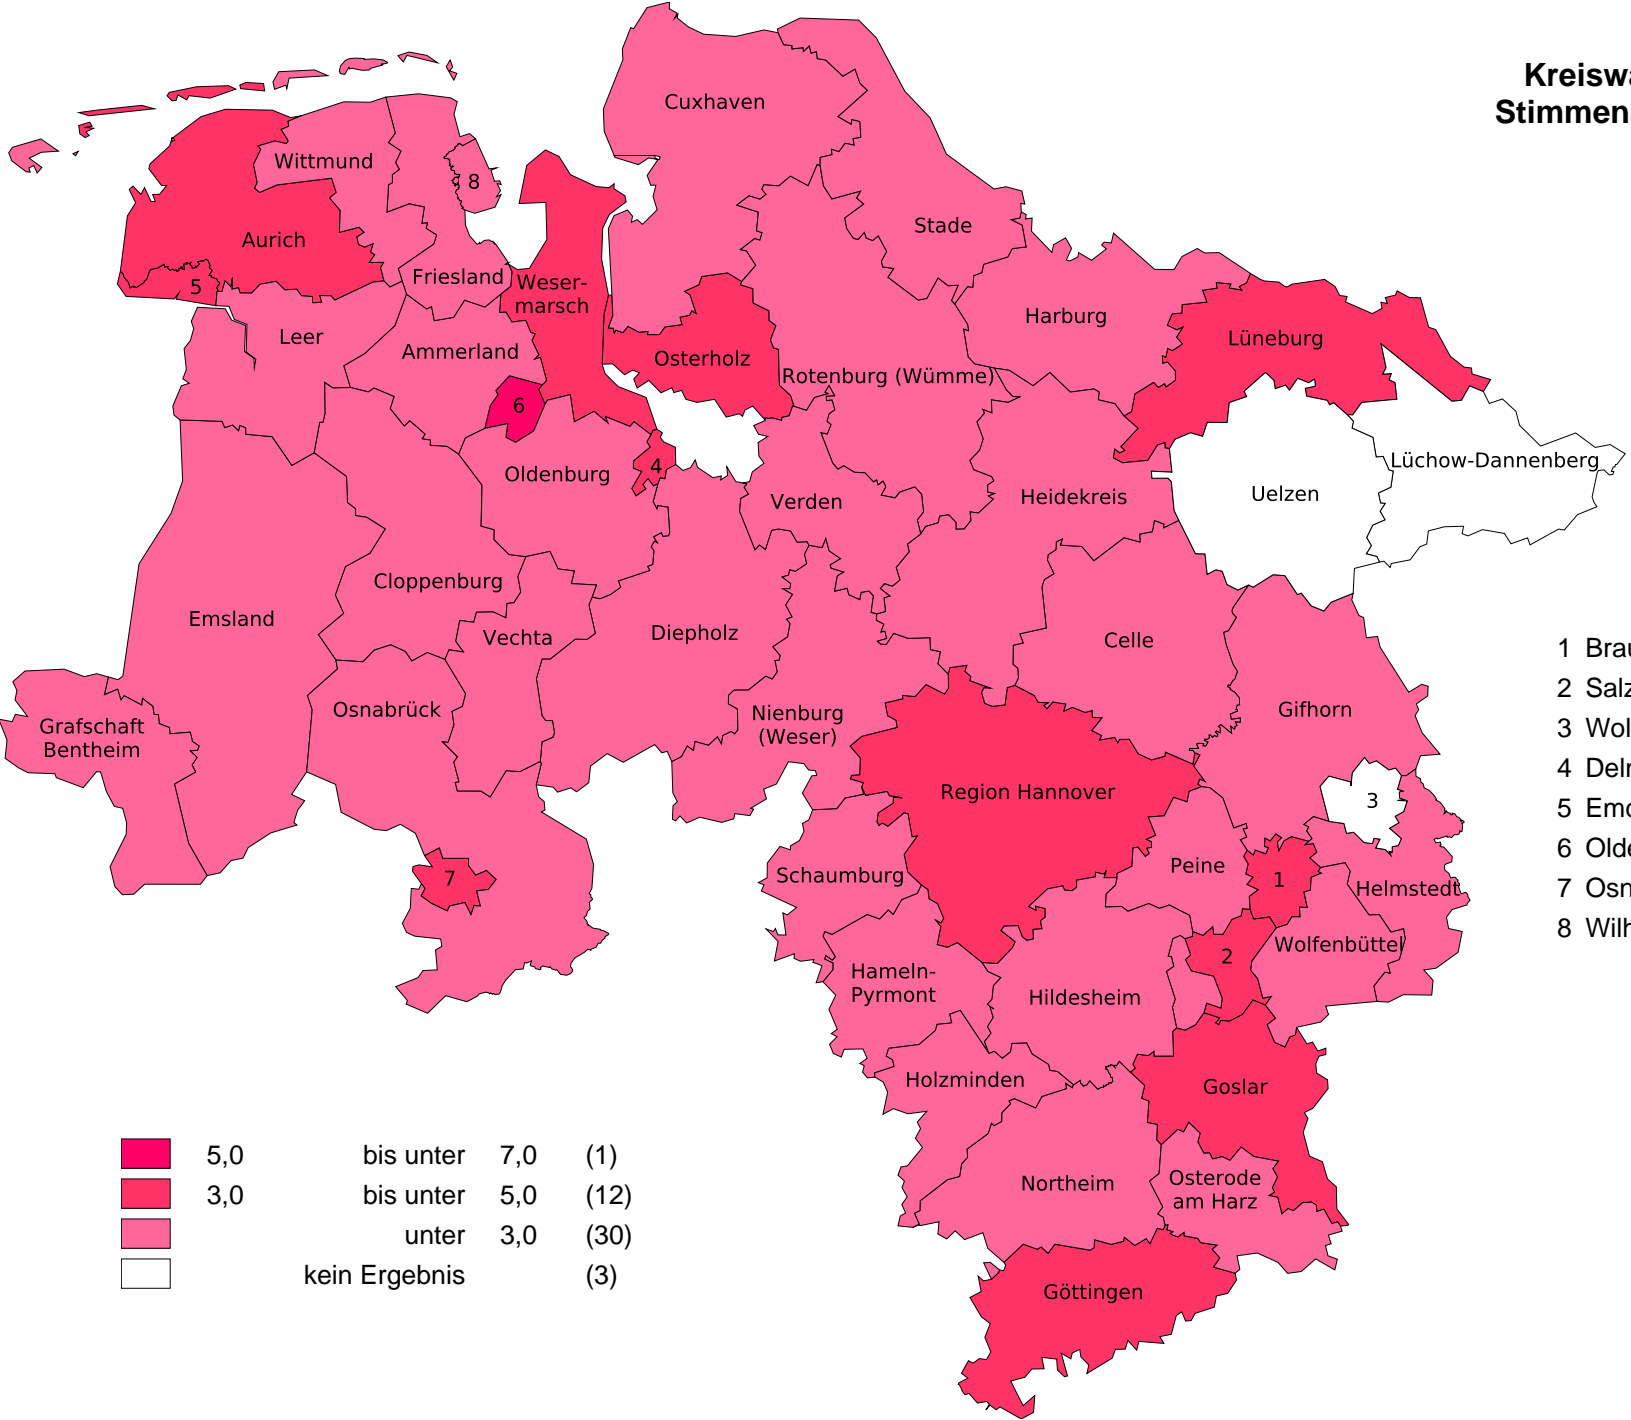 Kreiswa
Stimmen
Cuxhaven
Wittmund
8
Stade
Aurich
Friesland
Weser-
marsch
5
Harburg
Leer
Lüneburg
Ammerland
Osterholz
Rotenburg (Wümme)
6
Lüchow-Dannenberg
4
Oldenburg
Uelzen
Heidekreis
Verden
Cloppenburg
Emsland
Vechta
Diepholz
Celle
1 Brau
2 Salz
3 Wol
4 Delm
5 Emd
6 Olde
7 Osn
8 Wilh
Osnabrück
Nienburg
(Weser)
Gifhorn
Grafschaft
Bentheim
Region Hannover
3
Peine
Schaumburg
7
1
Helmstedt
Wolfenbüttel
2
Hameln-
Pyrmont
Hildesheim
Holzminden
Goslar
5,0 bis unter 7,0 (1)
3,0 bis unter 5,0 (12)
unter 3,0 (30)
kein Ergebnis (3)
Northeim
Osterode
am Harz
Göttingen